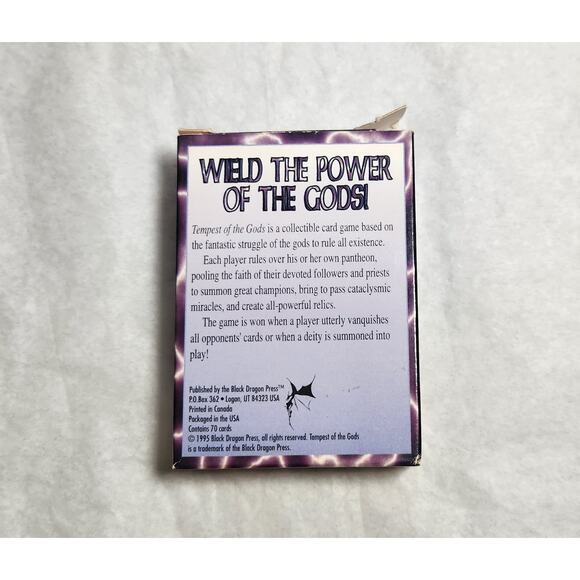 WIELD THE POWER
OF THE GODS!
Tempest of the Gods is a collectible card game based on
the fantastic struggle of the gods to rule all existence.
Each player rules over his or her own pantheon,
pooling the faith of their devoted followers and priests
to summon great champions, bring to pass cataclysmic
miracles, and create all-powerful relics.
The game is won when a player utterly vanquishes
all opponents' cards or when a deity is summoned into
play!
Published by the Black Dragon Press™
P.O.Box 362 • Logan, UT 84323 USA
Printed in Canada
Packaged in the USA
Contains 70 cards
© 1995 Black Dragon Press, all rights reserved. Tempest of the Gods
is a trademark of the Black Dragon Press.